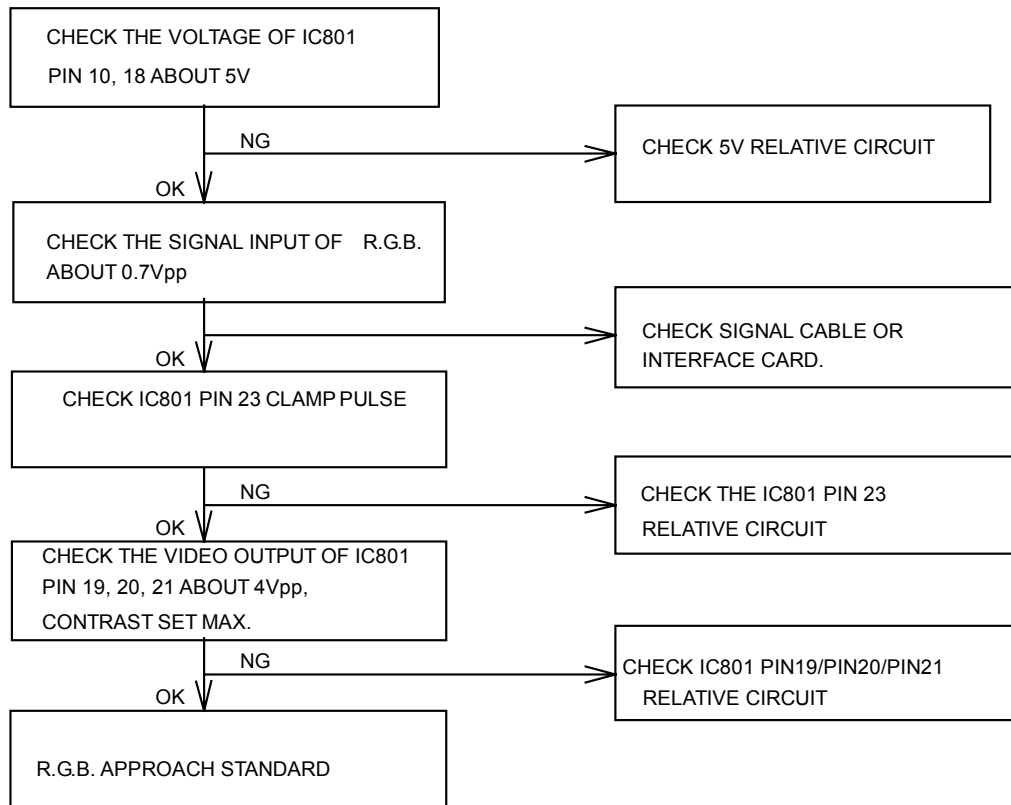 CHECK THE VOLTAGE OF IC801
PIN 10, 18 ABOUT 5V
NG
CHECK 5V RELATIVE CIRCUIT
OK
CHECK THE SIGNAL INPUT OF R.G.B.
ABOUT 0.7Vpp
CHECK SIGNAL CABLE OR
INTERFACE CARD.
OK
CHECK IC801 PIN 23 CLAMP PULSE
NG
CHECK THE IC801 PIN 23
RELATIVE CIRCUIT
OK
CHECK THE VIDEO OUTPUT OF IC801
PIN 19, 20, 21 ABOUT 4Vpp,
CONTRAST SET MAX.
NG
CHECK IC801 PIN19/PIN20/PIN21
RELATIVE CIRCUIT
OK
R.G.B. APPROACH STANDARD